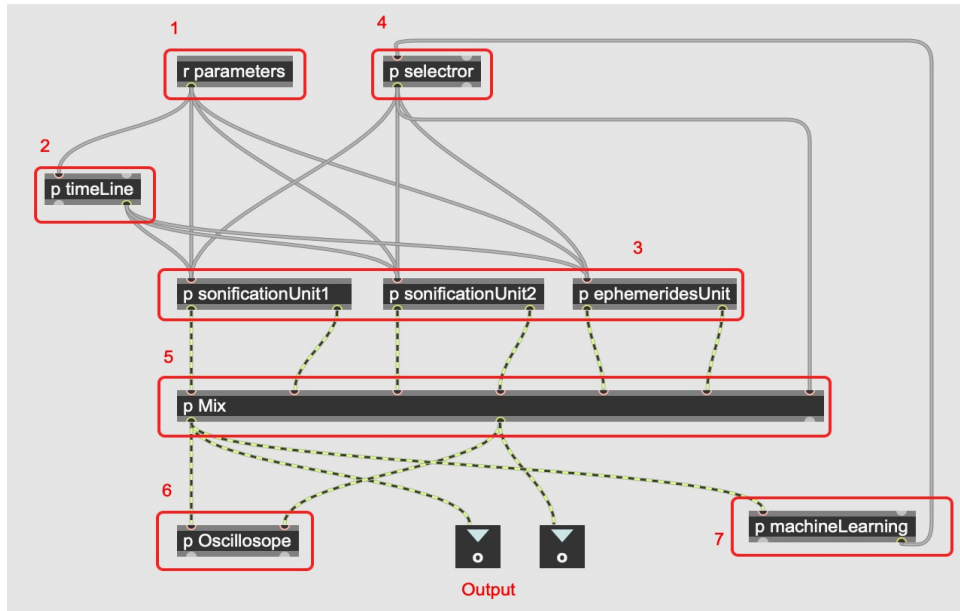 1
4
r parameters
p selectror
2
p timeLine
3
p sonificationUnit1
p sonificationUnit2
p ephemeridesUnit
5
p Mix
6
p Oscillosope
o
o
7
p machineLearning
Output